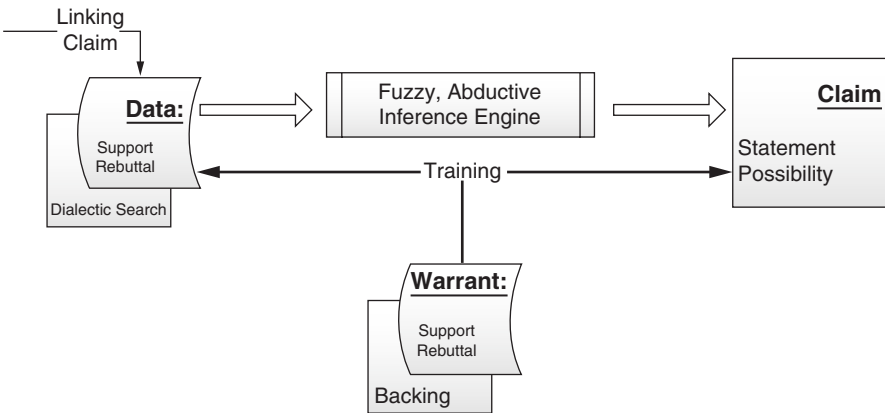 Linking
Claim
Data:
Support
Rebuttal
Dialectic Search
Fuzzy, Abductive
Inference Engine
Claim
Statement
Possibility
Training
Warrant:
Support
Rebuttal
Backing